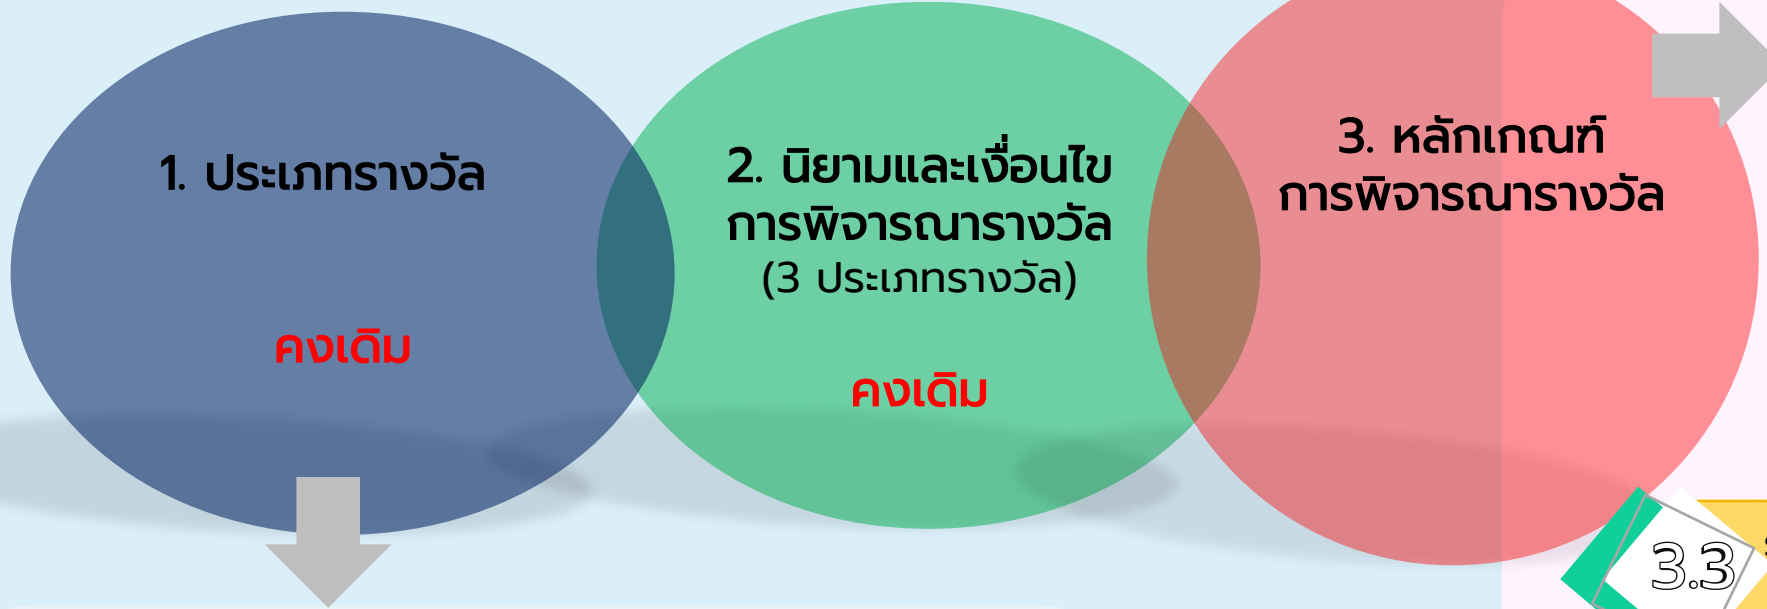 1. ประเภทรางวัล
คงเดิม
2. นิยามและเงื่อนไข
การพิจารณารางวัล
(3 ประเภทรางวัล)
คงเดิม
3. หลักเกณฑ์
การพิจารณารางวัล
3.3